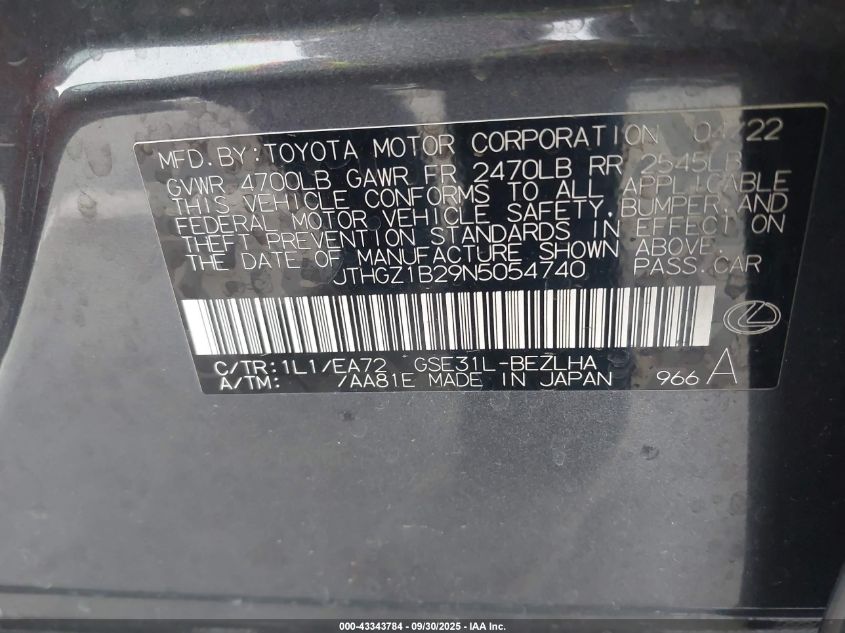 MFD. BY: TOYOTA MOTOR CORPORATION 04/22
GVWR 4700LB GAWR FR 2470LB RR 2545LB
THIS VEHICLE CONFORMS TO ALL APPLICABLE
FEDERAL MOTOR VEHICLE SAFETY, BUMPER, AND
THEFT PREVENTION STANDARDS IN EFFECT ON
THE DATE OF MANUFACTURE SHOWN ABOVE.
JTHGZ1B29N5054740 PASS. CAR
C/TR: 1L1/EA72 GSE31L-BEZLHA
A/TM: /AA81E MADE IN JAPAN 966 A
000-43343784 - 09/30/2025 - IAA Inc.